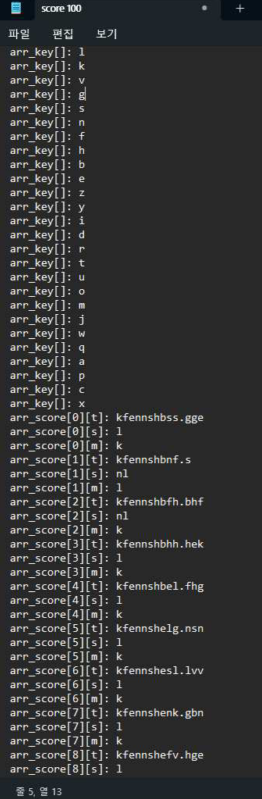 score 100
파일 편집 보기
arr_key[]: l
arr_key[]: k
arr_key[]: v
arr_key[]: g
arr_key[]: s
arr_key[]: n
arr_key[]: f
arr_key[]: h
arr_key[]: b
arr_key[]: e
arr_key[]: z
arr_key[]: y
arr_key[]: i
arr_key[]: d
arr_key[]: r
arr_key[]: t
arr_key[]: u
arr_key[]: o
arr_key[]: m
arr_key[]: j
arr_key[]: w
arr_key[]: q
arr_key[]: a
arr_key[]: p
arr_key[]: c
arr_key[]: x
arr_score[0][t]: kfennshbss.gge
arr_score[0][s]: l
arr_score[0][m]: k
arr_score[1][t]: kfennshbnf.s
arr_score[1][s]: nl
arr_score[1][m]: l
arr_score[2][t]: kfennshbfh.bhf
arr_score[2][s]: nl
arr_score[2][m]: k
arr_score[3][t]: kfennshbhh.hek
arr_score[3][s]: l
arr_score[3][m]: k
arr_score[4][t]: kfennshbel.fhg
arr_score[4][s]: l
arr_score[4][m]: k
arr_score[5][t]: kfennshelg.nsn
arr_score[5][s]: l
arr_score[5][m]: k
arr_score[6][t]: kfennshesl.lvv
arr_score[6][s]: l
arr_score[6][m]: k
arr_score[7][t]: kfennshenk.gbn
arr_score[7][s]: l
arr_score[7][m]: k
arr_score[8][t]: kfennshefv.hge
arr_score[8][s]: l
줄 5, 열 13